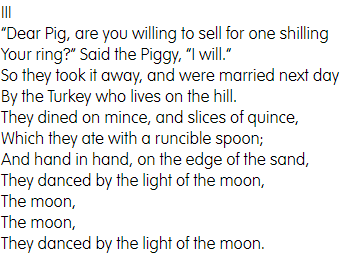 III
“Dear Pig, are you willing to sell for one shilling
Your ring?” Said the Piggy, “I will.”
So they took it away, and were married next day
By the Turkey who lives on the hill.
They dined on mince, and slices of quince,
Which they ate with a runcible spoon;
And hand in hand, on the edge of the sand,
They danced by the light of the moon,
The moon,
The moon,
They danced by the light of the moon.